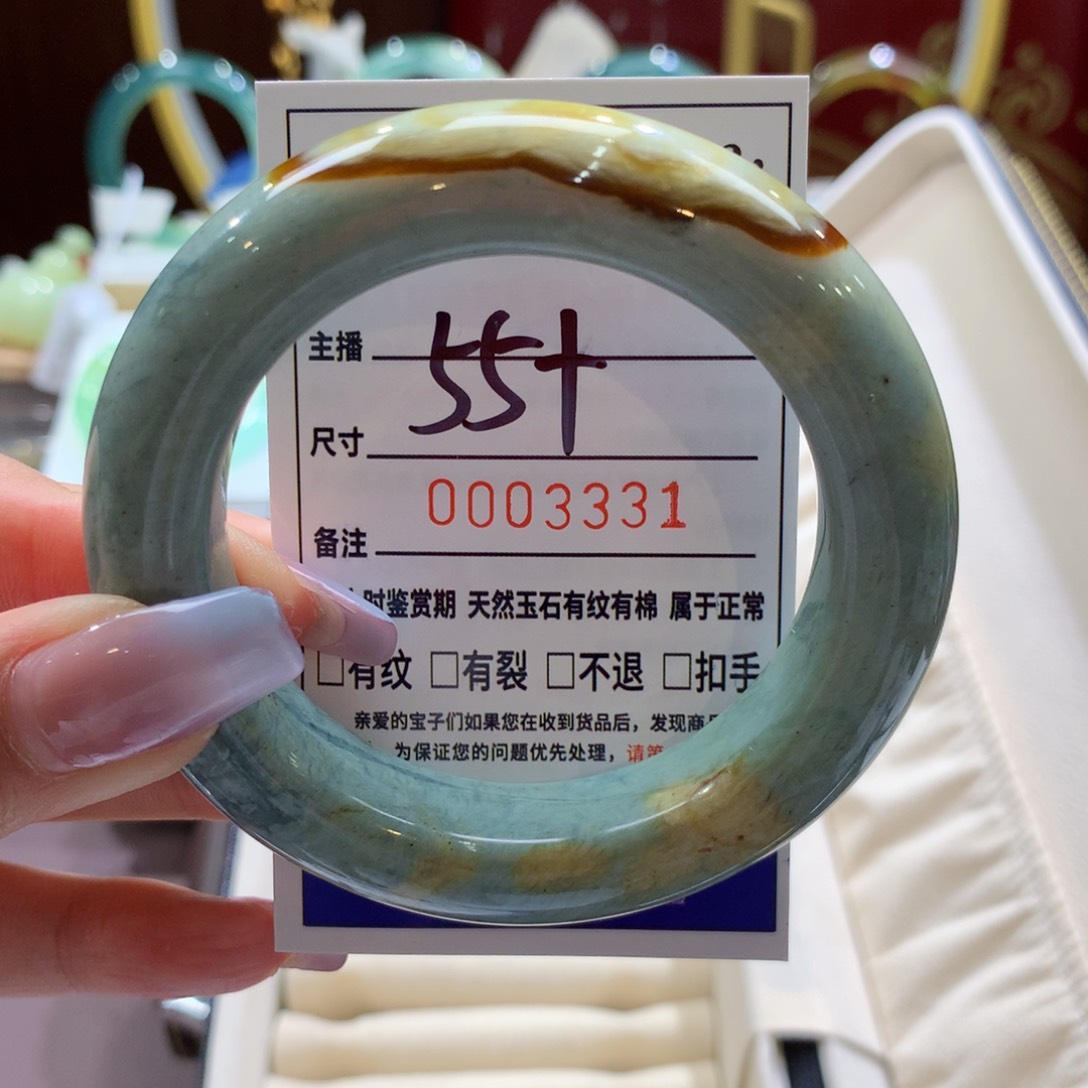 主播
55+
尺寸
0003331
备注
时鉴赏期 天然玉石有纹有棉 属于正常
□有纹 □有裂 □不退 □扣手
亲爱的宝子们如果您在收到货品后，发现商
为保证您的问题优先处理，请